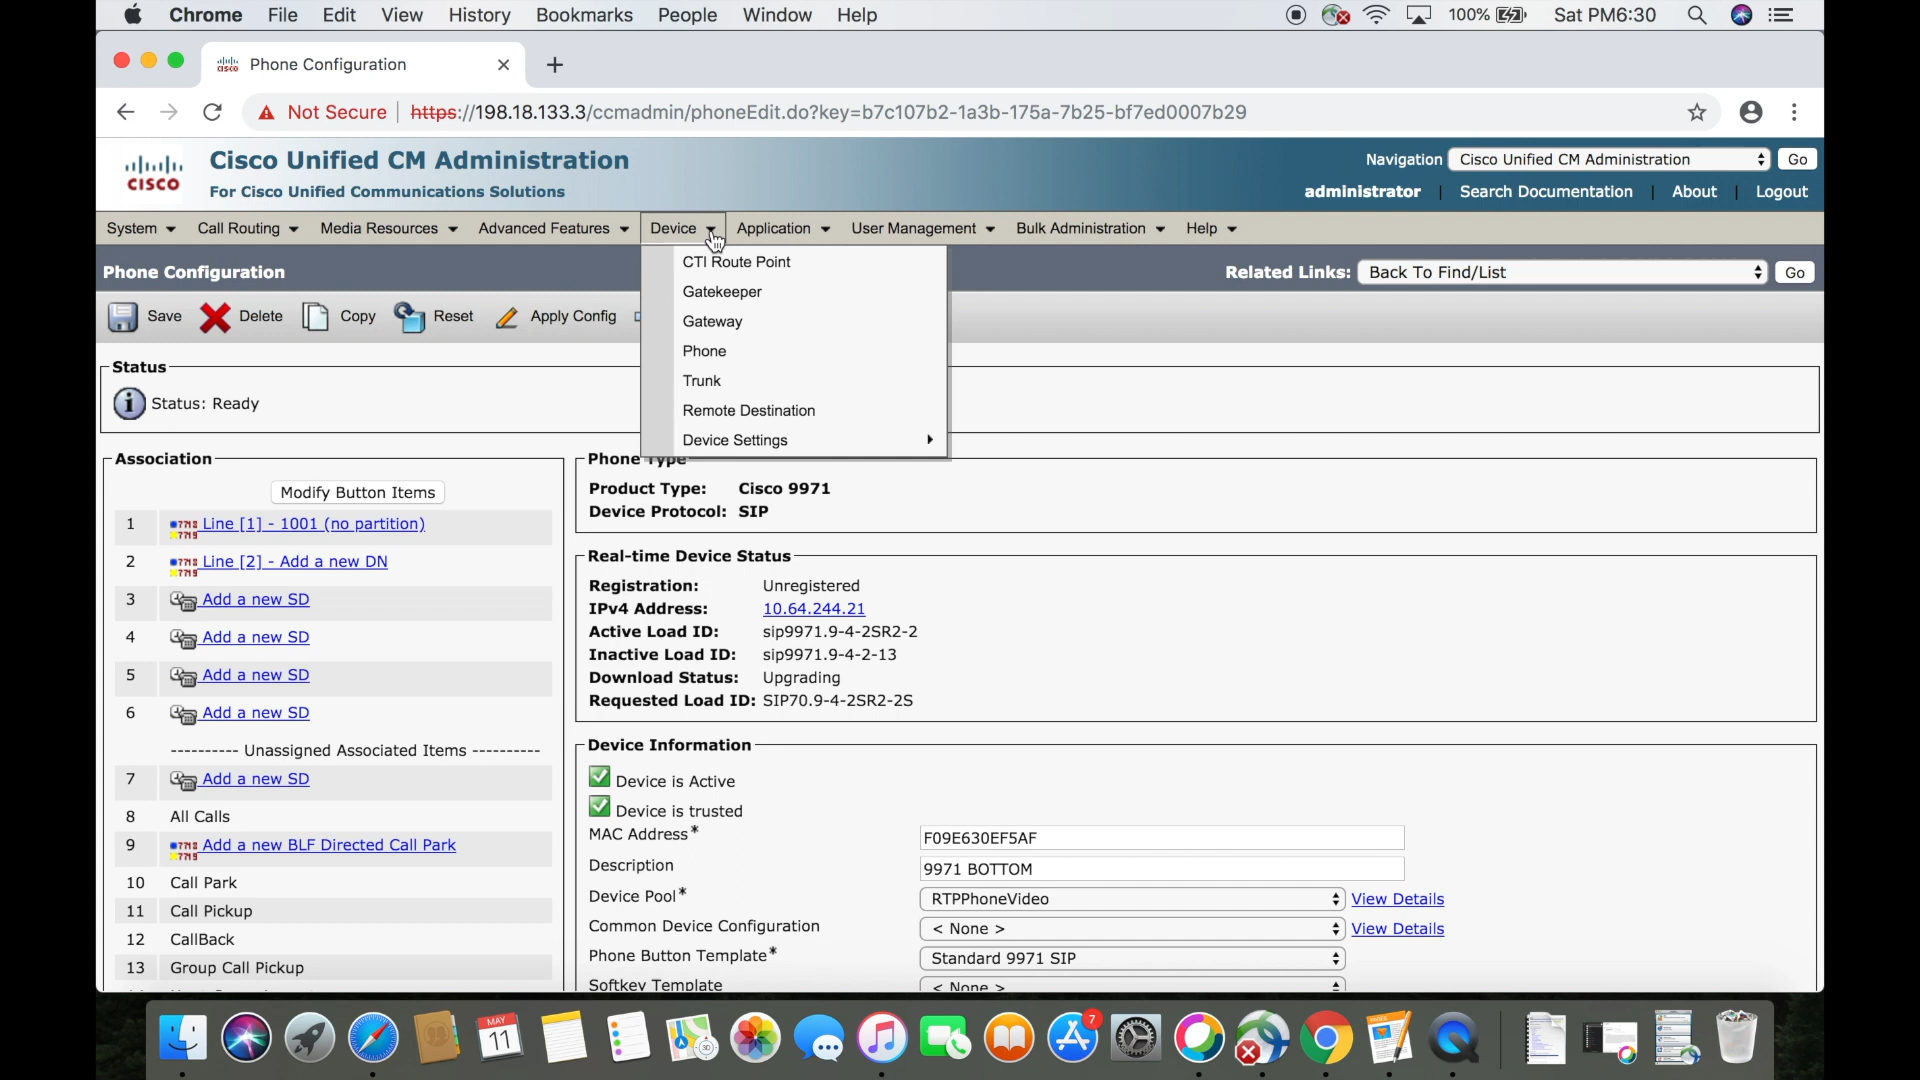 Chrome File Edit View History Bookmarks People Window Help 100% Sat PM6:30
cisco Phone Configuration
Not Secure https://198.18.133.3/ccmadmin/phoneEdit.do?key=b7c107b2-1a3b-175a-7b25-bf7ed0007b29
CISCO
Cisco Unified CM Administration
For Cisco Unified Communications Solutions
Navigation Cisco Unified CM Administration Go
administrator Search Documentation About Logout
System Call Routing Media Resources Advanced Features Device Application User Management Bulk Administration Help
CTI Route Point
Gatekeeper
Gateway
Phone
Trunk
Remote Destination
Device Settings
Phone Configuration
Related Links: Back To Find/List Go
Save Delete Copy Reset Apply Config
Status
Status: Ready
Association
Modify Button Items
1 Line [1] - 1001 (no partition)
2 Line [2] - Add a new DN
3 Add a new SD
4 Add a new SD
5 Add a new SD
6 Add a new SD
---------- Unassigned Associated Items ----------
7 Add a new SD
8 All Calls
9 Add a new BLF Directed Call Park
10 Call Park
11 Call Pickup
12 CallBack
13 Group Call Pickup
Phone Type
Product Type: Cisco 9971
Device Protocol: SIP
Real-time Device Status
Registration: Unregistered
IPv4 Address: 10.64.244.21
Active Load ID: sip9971.9-4-2SR2-2
Inactive Load ID: sip9971.9-4-2-13
Download Status: Upgrading
Requested Load ID: SIP70.9-4-2SR2-2S
Device Information
Device is Active
Device is trusted
MAC Address* F09E630EF5AF
Description 9971 BOTTOM
Device Pool* RTPPhoneVideo View Details
Common Device Configuration < None > View Details
Phone Button Template* Standard 9971 SIP
Softkey Template < None >
MAY
11
3D
7